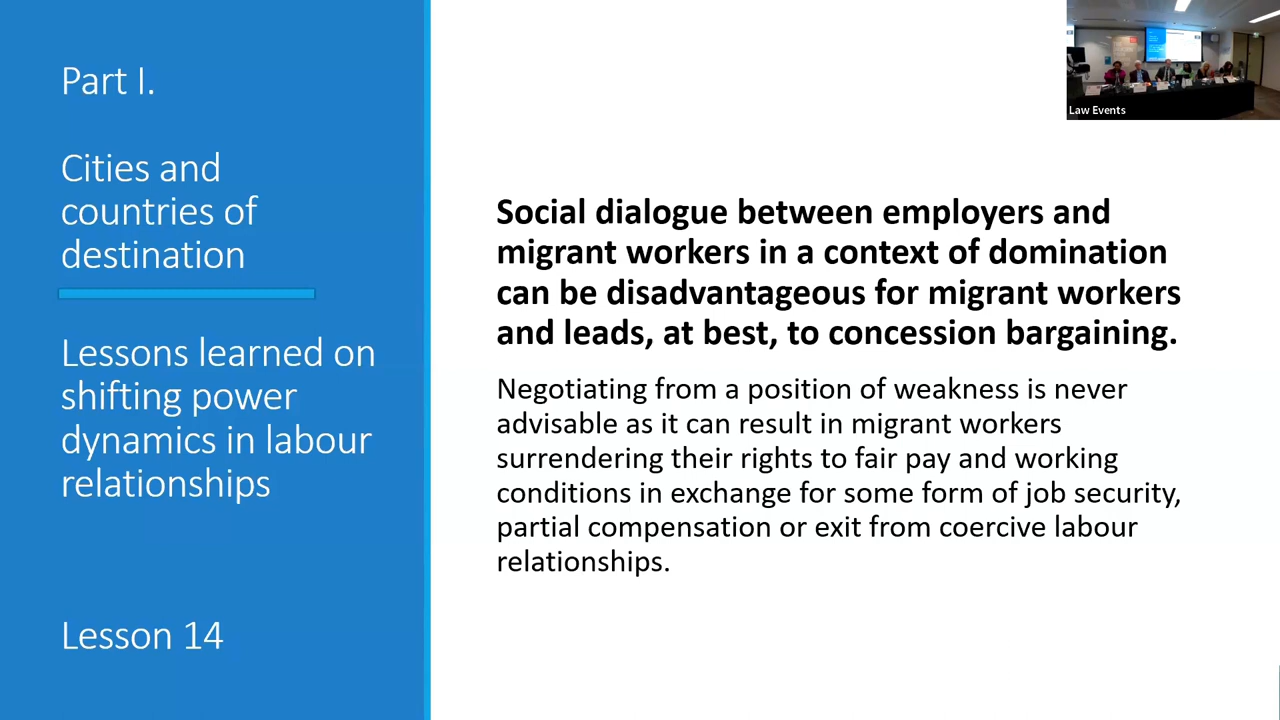 Part I.
Cities and
countries of
destination
Lessons learned on
shifting power
dynamics in labour
relationships
Lesson 14
Social dialogue between employers and
migrant workers in a context of domination
can be disadvantageous for migrant workers
and leads, at best, to concession bargaining.
Negotiating from a position of weakness is never
advisable as it can result in migrant workers
surrendering their rights to fair pay and working
conditions in exchange for some form of job security,
partial compensation or exit from coercive labour
relationships.
Law Events